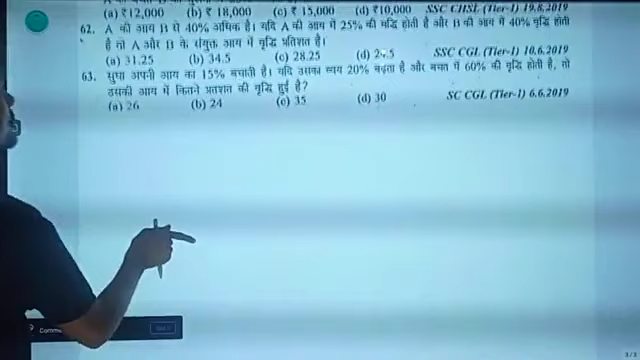 (a) ₹12,000 (b) ₹ 18,000 (c) ₹ 15,000 (d) ₹10,000 SSC CHSL (Tier-I) 19.8.2019
62. A की आय B से 40% अधिक है। यदि A की आय में 25% की वृद्धि होती है और B की आय में 40% वृद्धि होती
है तो A और B के संयुक्त आय में वृद्धि प्रतिशत है।
(a) 31.25 (b) 34.5 (c) 28.25 (d) SSC CGL (Tier-I) 10.6.2019
63. सुधा अपनी आय का 15% बचाती है। यदि उसका व्यय 20% बढ़ता है और बचत में 60% की वृद्धि होती है, तो
उसकी आय में कितने प्रतशत की वृद्धि हुई है?
(a) 26 (b) 24 (c) 35 (d) 30 SC CGL (Tier-I) 6.6.2019
3/3